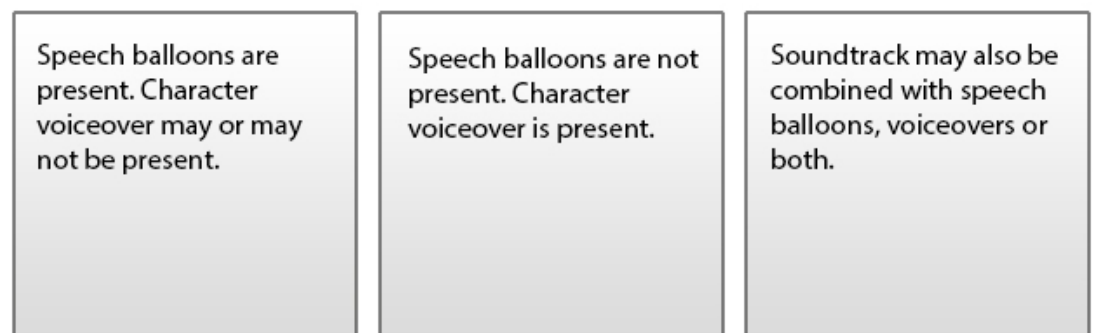 Speech balloons are
present. Character
voiceover may or may
not be present.
Speech balloons are not
present. Character
voiceover is present.
Soundtrack may also be
combined with speech
balloons, voiceovers or
both.